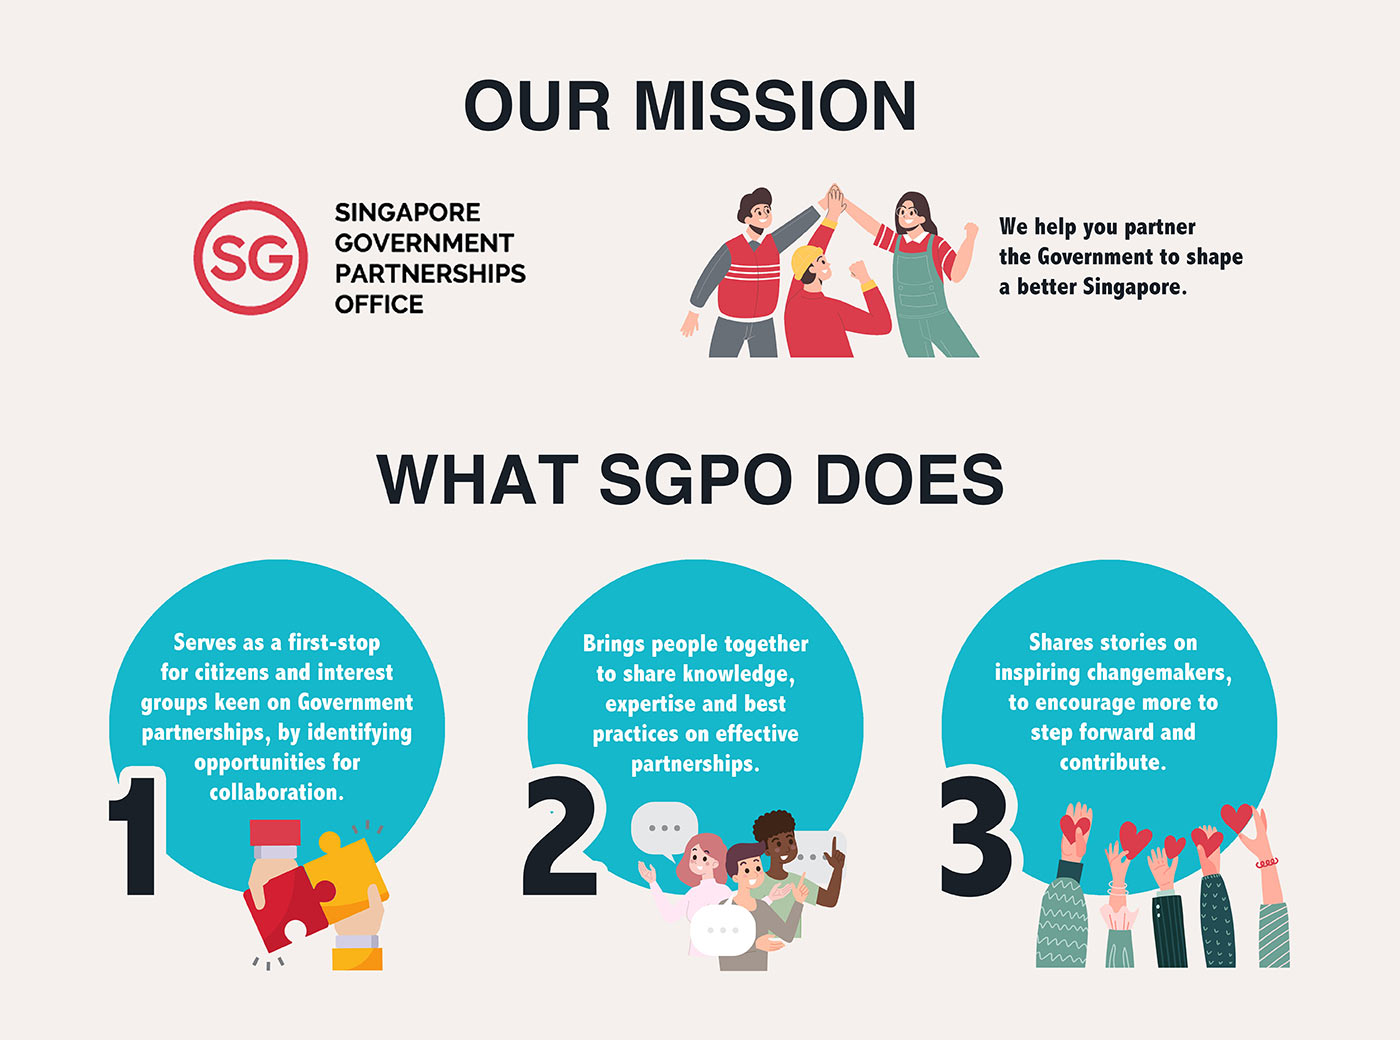 OUR MISSION
SG
SINGAPORE
GOVERNMENT
PARTNERSHIPS
OFFICE
We help you partner
the Government to shape
a better Singapore.
WHAT SGPO DOES
Serves as a first-stop
for citizens and interest
groups keen on Government
partnerships, by identifying
opportunities for
collaboration.
1
Brings people together
to share knowledge,
expertise and best
practices on effective
partnerships.
2
Shares stories on
inspiring changemakers,
to encourage more to
step forward and
contribute.
3